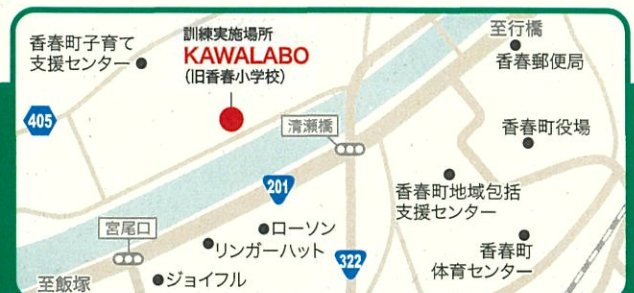 香春町子育て
支援センター
訓練実施場所
KAWALABO
(旧香春小学校)
至行橋
香春郵便局
405
清瀬橋
香春町役場
201
香春町地域包括
支援センター
宮尾口
ローソン
リンガーハット
322
香春町
体育センター
至飯塚
ジョイフル